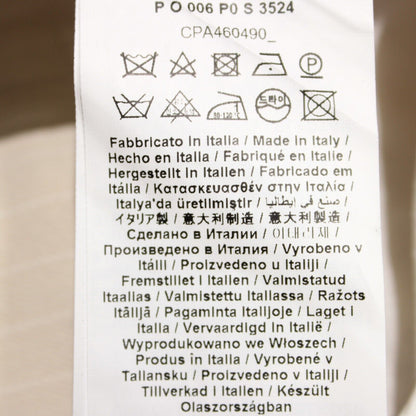 P O 006 P0 S 3524
CPA460490_
P
80-120°C
드라이
Fabbricato in Italia / Made in Italy /
Hecho en Italia / Fabriqué en Italie /
Hergestellt in Italien / Fabricado em
Itália / Κατασκευασθέν στην Ιταλία /
Italya'da üretilmiştir / صنع في إيطاليا /
イタリア製 / 意大利制造 / 意大利製造 /
Сделано в Италии / 이태리제 /
Произведено в Италия / Vyrobeno v
Itálii / Proizvedeno u Italiji /
Fremstillet i Italien / Valmistatud
Itaalias / Valmistettu Italiassa / Ražots
Itālijā / Pagaminta Italijoje / Laget i
Italia / Vervaardigd in Italië /
Wyprodukowano we Włoszech /
Produs în Italia / Vyrobené v
Taliansku / Proizvedeno v Italiji /
Tillverkad i Italien / Készült
Olaszországban